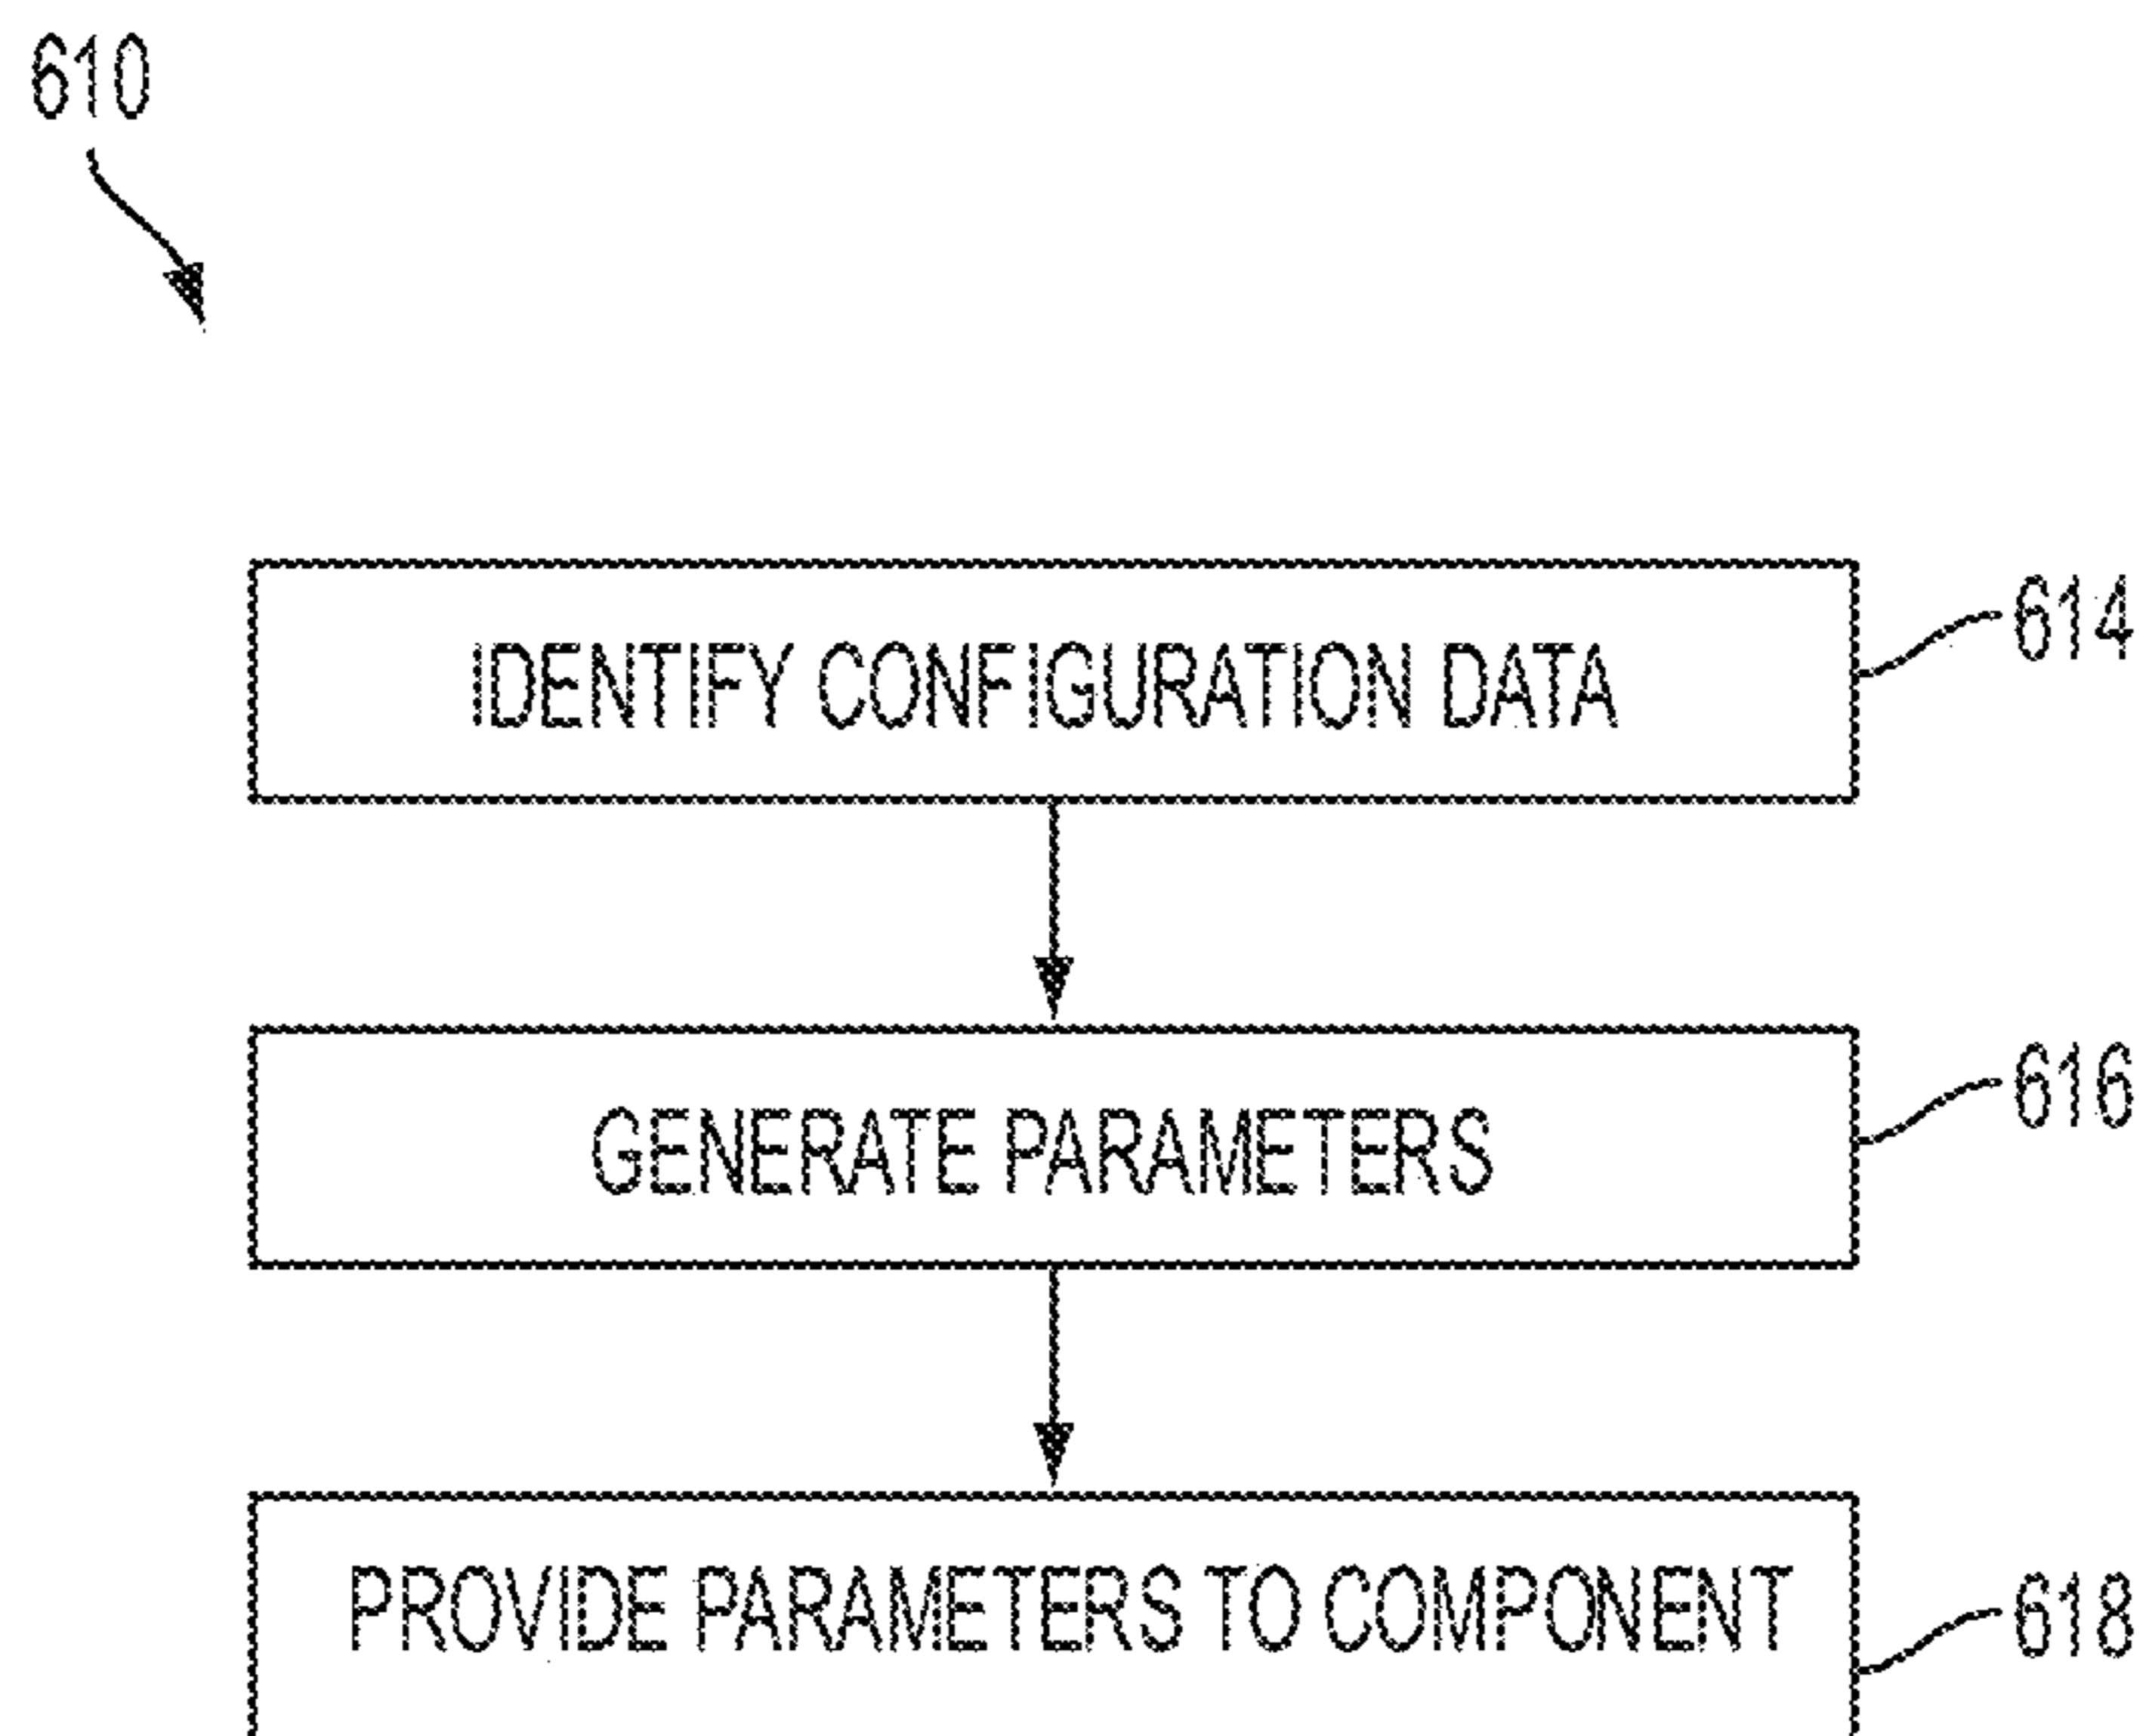 610
IDENTIFY CONFIGURATION DATA
614
GENERATE PARAMETERS
616
PROVIDE PARAMETERS TO COMPONENT
618